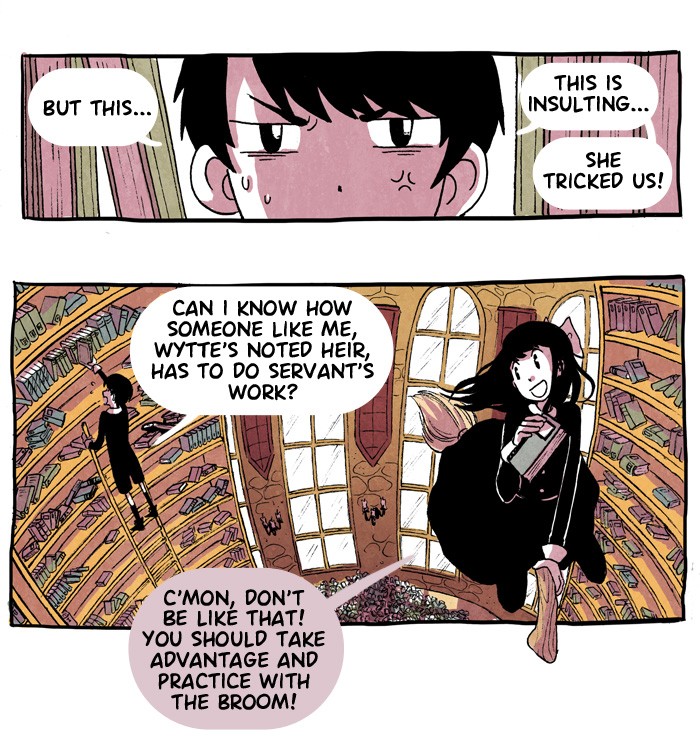 BUT THIS...
THIS IS
INSULTING...
SHE
TRICKED US!
CAN I KNOW HOW
SOMEONE LIKE ME,
WYTTE'S NOTED HEIR,
HAS TO DO SERVANT'S
WORK?
C'MON, DON'T
BE LIKE THAT!
YOU SHOULD TAKE
ADVANTAGE AND
PRACTICE WITH
THE BROOM!